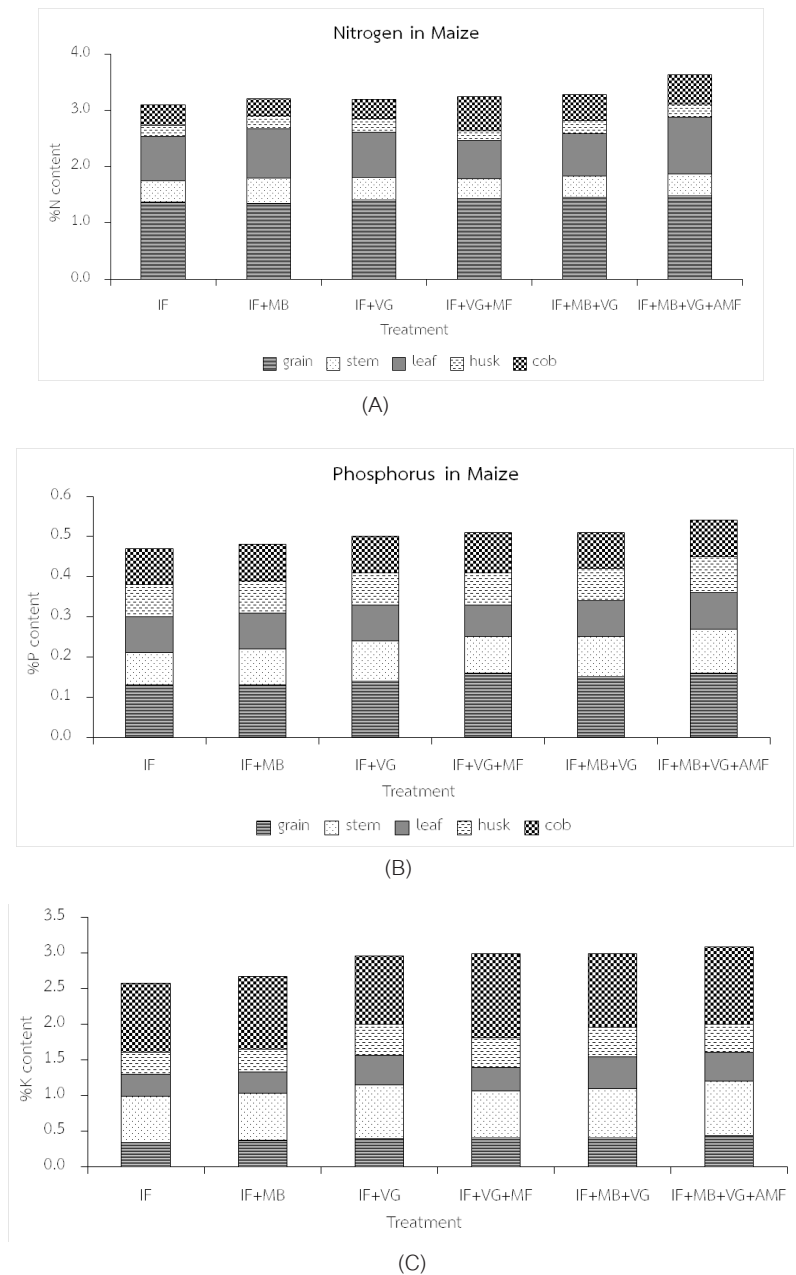 Nitrogen in Maize
4.0
3.0
2.0
1.0
0.0
%N content
IF IF+MB IF+VG IF+VG+MF IF+MB+VG IF+MB+VG+AMF
Treatment
grain stem leaf husk cob
(A)
Phosphorus in Maize
0.6
0.5
0.4
0.3
0.2
0.1
0.0
%P content
IF IF+MB IF+VG IF+VG+MF IF+MB+VG IF+MB+VG+AMF
Treatment
grain stem leaf husk cob
(B)
3.5
3.0
2.5
2.0
1.5
1.0
0.5
0.0
%K content
IF IF+MB IF+VG IF+VG+MF IF+MB+VG IF+MB+VG+AMF
Treatment
(C)